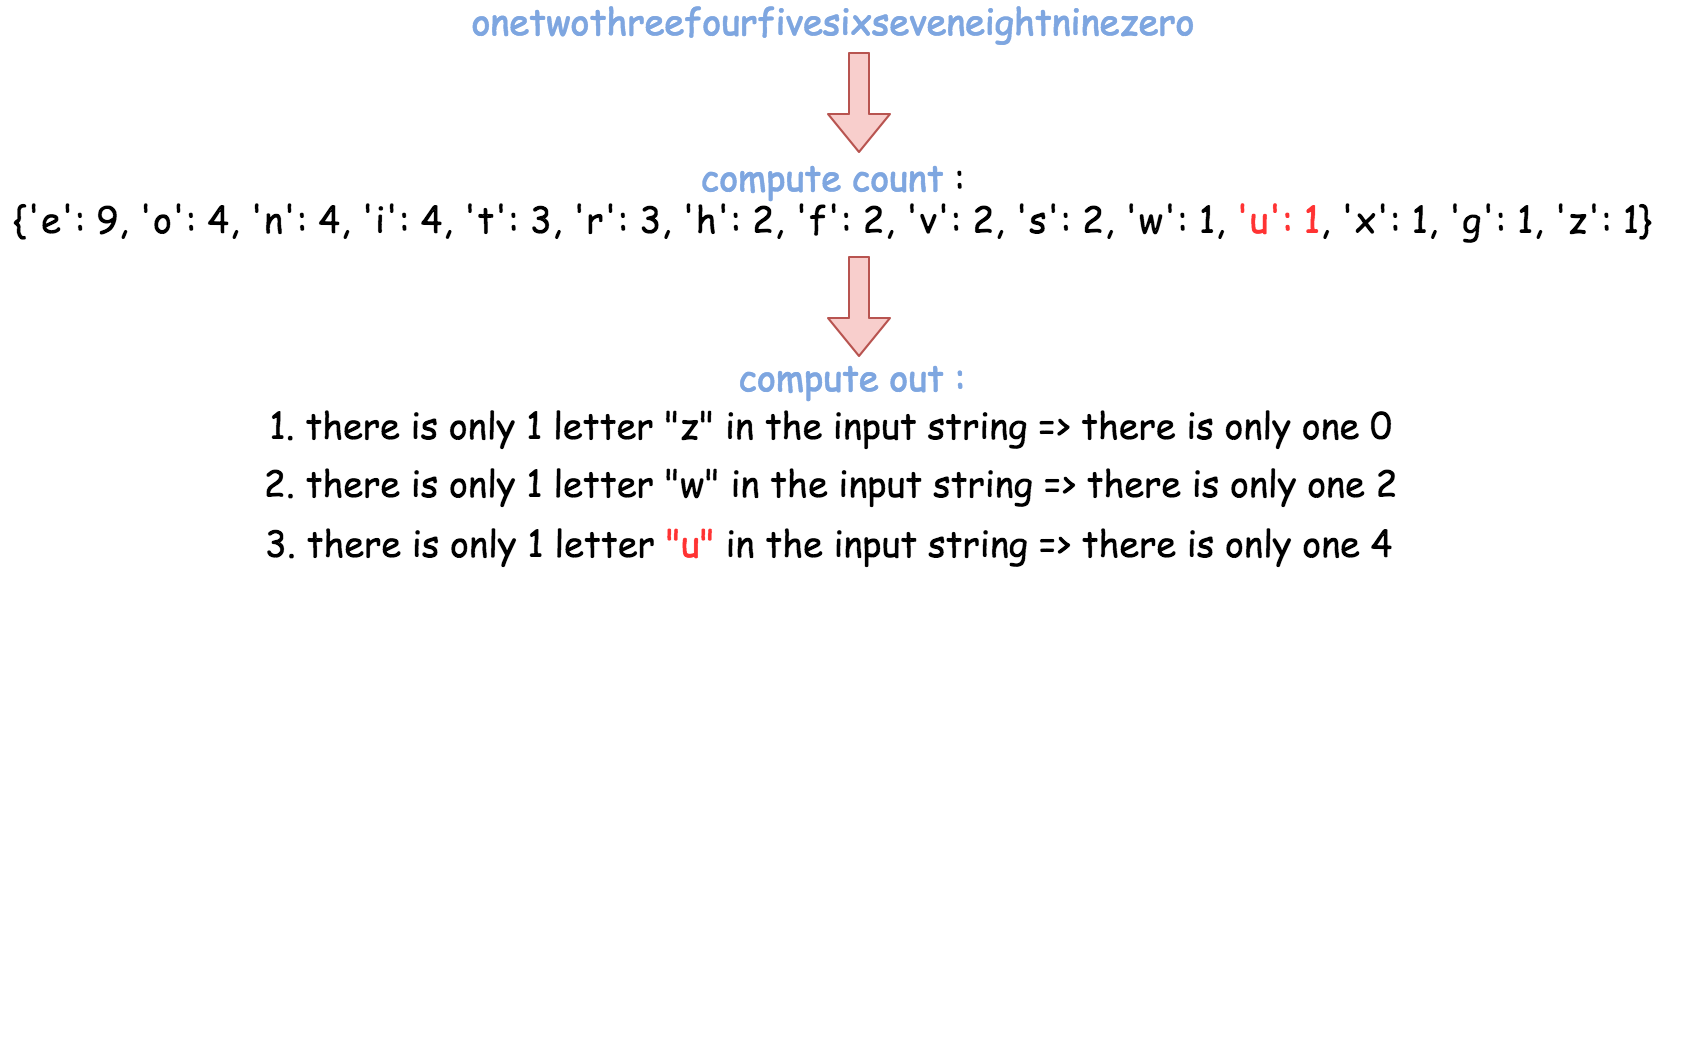 onetwothreefourfivesixseveneightninezero
compute count :
{'e': 9, 'o': 4, 'n': 4, 'i': 4, 't': 3, 'r': 3, 'h': 2, 'f': 2, 'v': 2, 's': 2, 'w': 1, 'u': 1, 'x': 1, 'g': 1, 'z': 1}
compute out :
1. there is only 1 letter "z" in the input string => there is only one 0
2. there is only 1 letter "w" in the input string => there is only one 2
3. there is only 1 letter "u" in the input string => there is only one 4